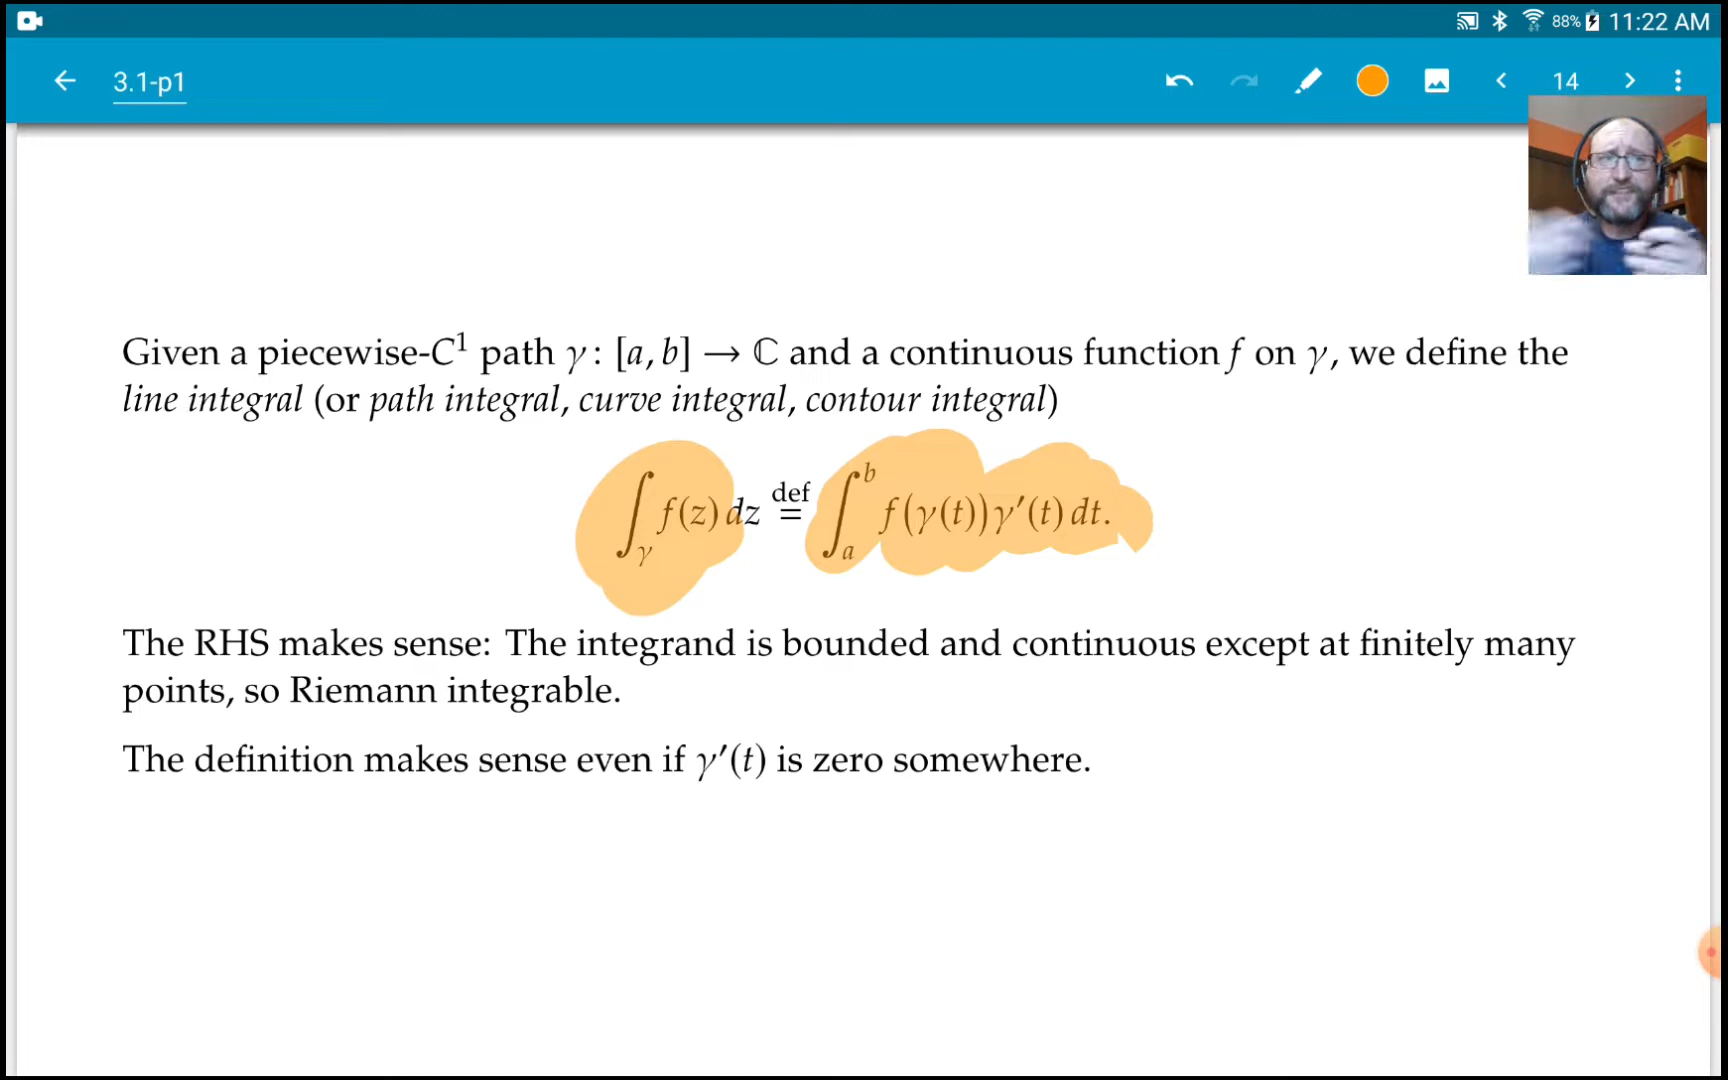 88% 11:22 AM
3.1-p1 14
Given a piecewise-C¹ path γ: [a, b] → ℂ and a continuous function f on γ, we define the
line integral (or path integral, curve integral, contour integral)
∫_γ f(z) dz ≝ ∫_a^b f(γ(t))γ′(t) dt.
The RHS makes sense: The integrand is bounded and continuous except at finitely many
points, so Riemann integrable.
The definition makes sense even if γ′(t) is zero somewhere.